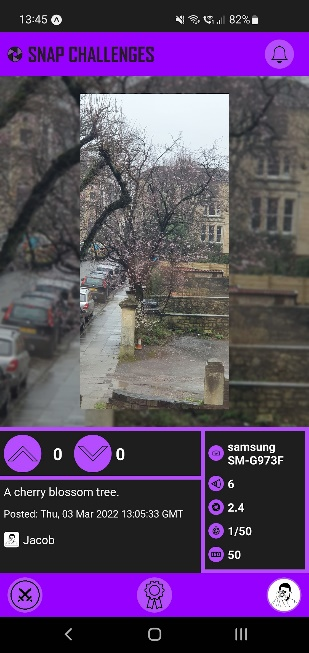 13:45
82%
SNAP CHALLENGES
0
0
A cherry blossom tree.
Posted: Thu, 03 Mar 2022 13:05:33 GMT
Jacob
samsung
SM-G973F
6
2.4
1/50
50